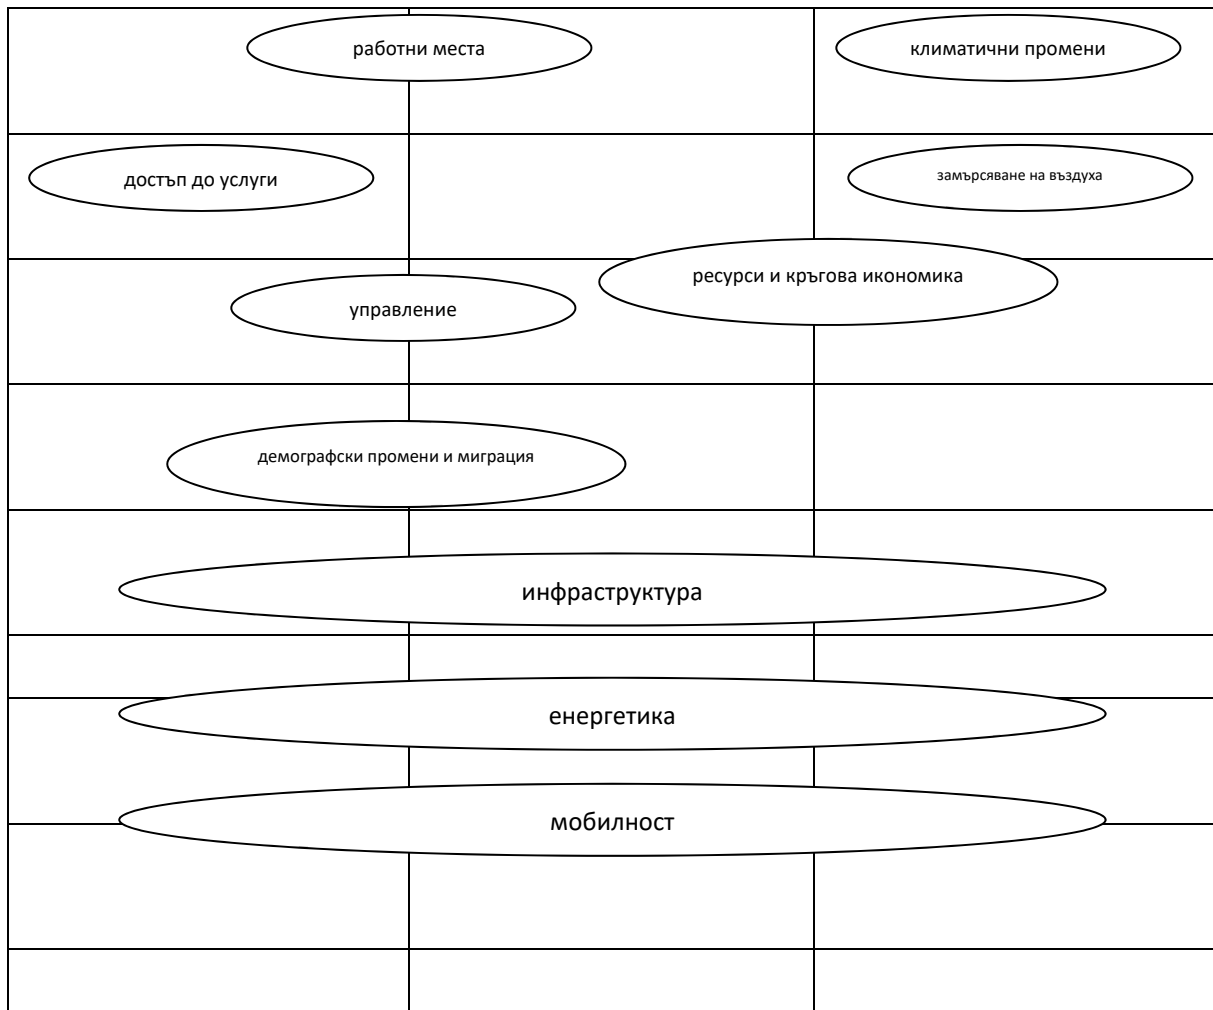 работни места
климатични промени
достъп до услуги
замърсяване на въздуха
ресурси и кръгова икономика
управление
демографски промени и миграция
инфраструктура
енергетика
мобилност